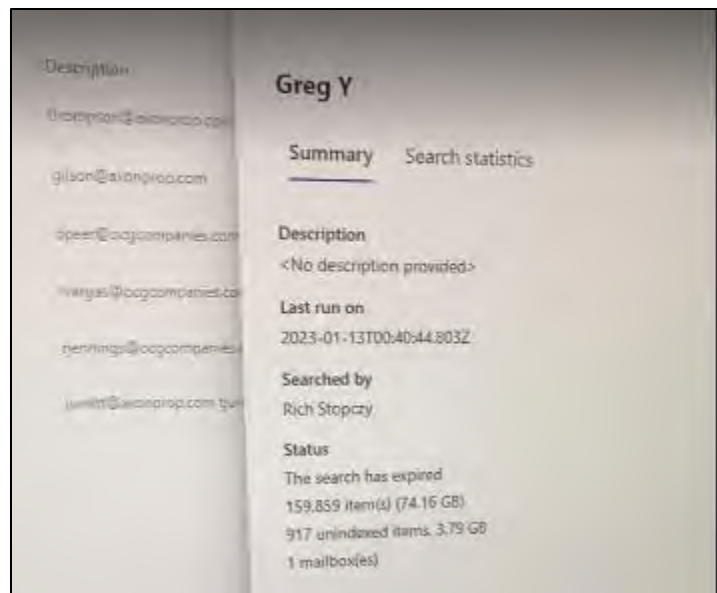 Description
gilson@avonprop.com
Greg Y
Summary Search statistics
Description
<No description provided>
Last run on
2023-01-13T00:40:44.803Z
Searched by
Rich Stopczy
Status
The search has expired
159,859 item(s) (74.16 GB)
917 unindexed items, 3.79 GB
1 mailbox(es)